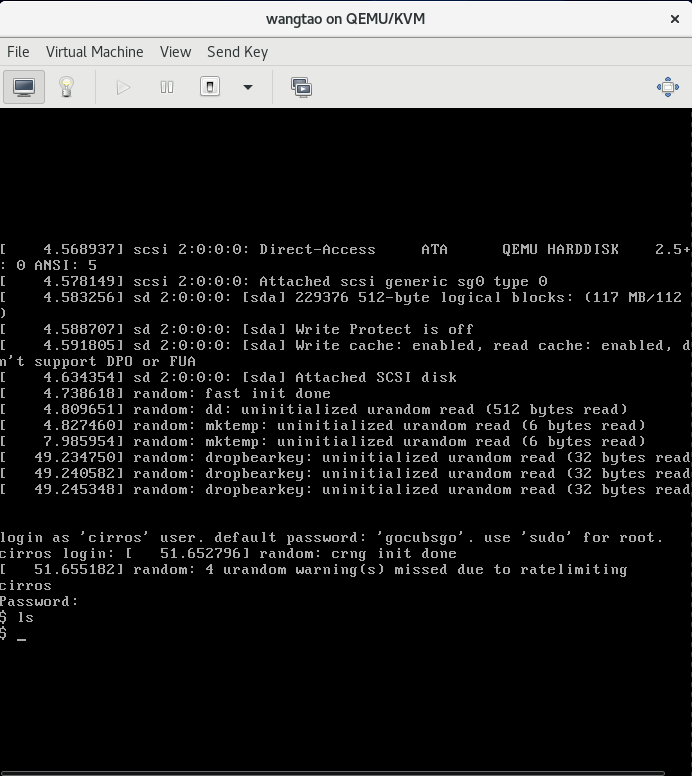 wangtao on QEMU/KVM
File Virtual Machine View Send Key
[    4.568937] scsi 2:0:0:0: Direct-Access     ATA      QEMU HARDDISK    2.5+
: 0 ANSI: 5
[    4.578149] scsi 2:0:0:0: Attached scsi generic sg0 type 0
[    4.583256] sd 2:0:0:0: [sda] 229376 512-byte logical blocks: (117 MB/112
)
[    4.588707] sd 2:0:0:0: [sda] Write Protect is off
[    4.591805] sd 2:0:0:0: [sda] Write cache: enabled, read cache: enabled, d
n't support DPO or FUA
[    4.634354] sd 2:0:0:0: [sda] Attached SCSI disk
[    4.738618] random: fast init done
[    4.809651] random: dd: uninitialized urandom read (512 bytes read)
[    4.827460] random: mktemp: uninitialized urandom read (6 bytes read)
[    7.985954] random: mktemp: uninitialized urandom read (6 bytes read)
[   49.234750] random: dropbearkey: uninitialized urandom read (32 bytes read
[   49.240582] random: dropbearkey: uninitialized urandom read (32 bytes read
[   49.245348] random: dropbearkey: uninitialized urandom read (32 bytes read
login as 'cirros' user. default password: 'gocubsgo'. use 'sudo' for root.
cirros login: [   51.652796] random: crng init done
[   51.655182] random: 4 urandom warning(s) missed due to ratelimiting
cirros
Password:
$ ls
$ _